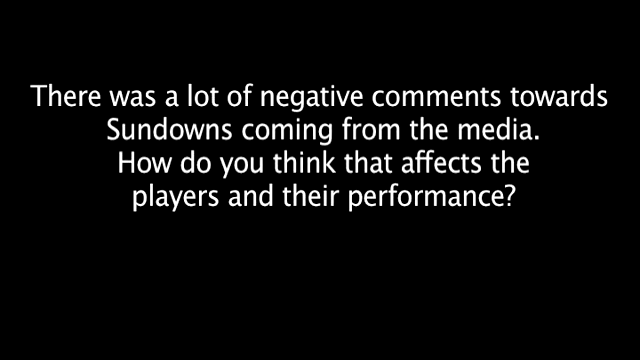 There was a lot of negative comments towards
Sundowns coming from the media.
How do you think that affects the
players and their performance?